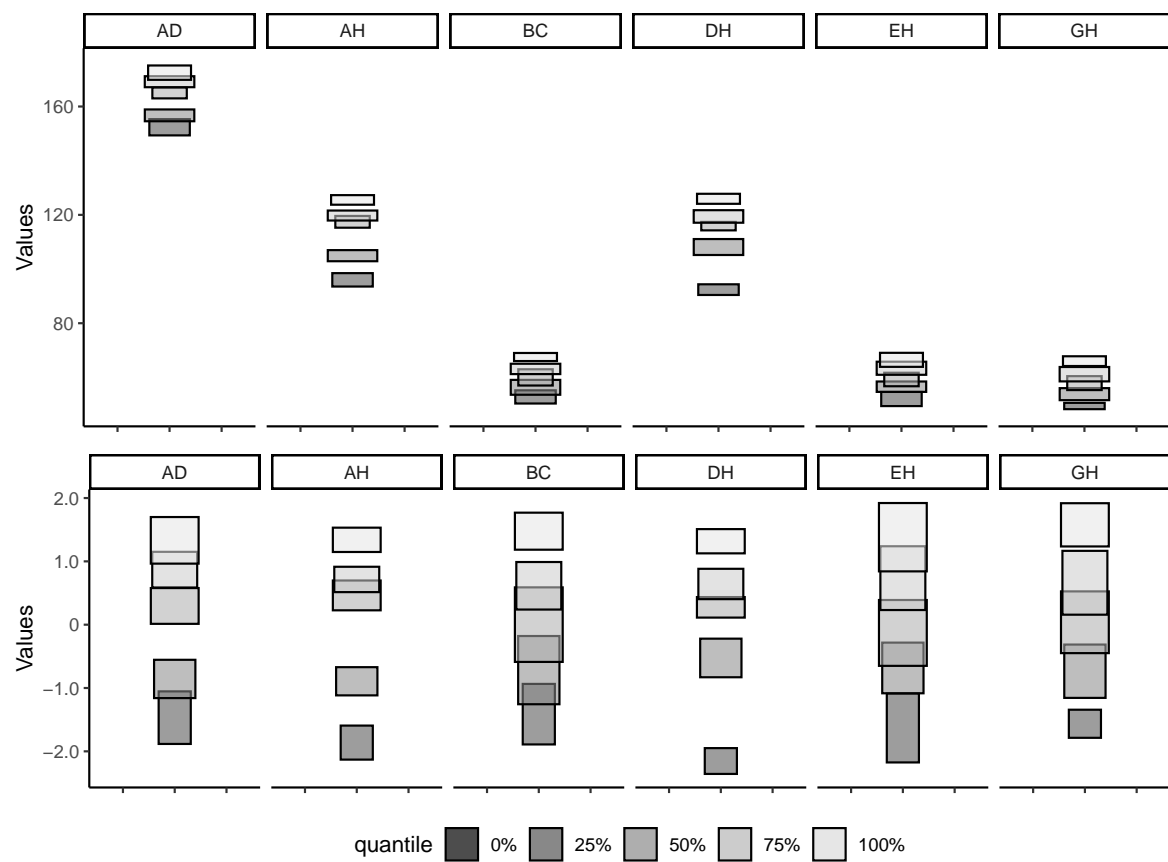 AD AH BC DH EH GH
160
120
80
Values
AD AH BC DH EH GH
2.0
1.0
0
−1.0
−2.0
Values
quantile 0% 25% 50% 75% 100%